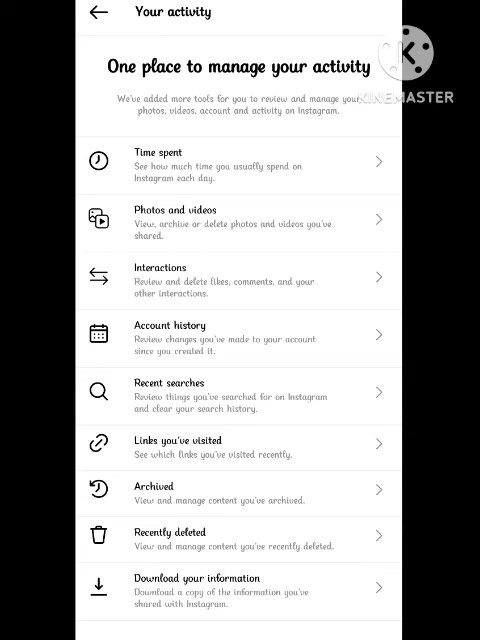 Your activity
One place to manage your activity
We've added more tools for you to review and manage your
photos, videos, account and activity on Instagram.
KINEMASTER
Time spent
See how much time you usually spend on
Instagram each day.
Photos and videos
View, archive or delete photos and videos you've
shared.
Interactions
Review and delete likes, comments, and your
other interactions.
Account history
Review changes you've made to your account
since you created it.
Recent searches
Review things you've searched for on Instagram
and clear your search history.
Links you've visited
See which links you've visited recently.
Archived
View and manage content you've archived.
Recently deleted
View and manage content you've recently deleted.
Download your information
Download a copy of the information you've
shared with Instagram.